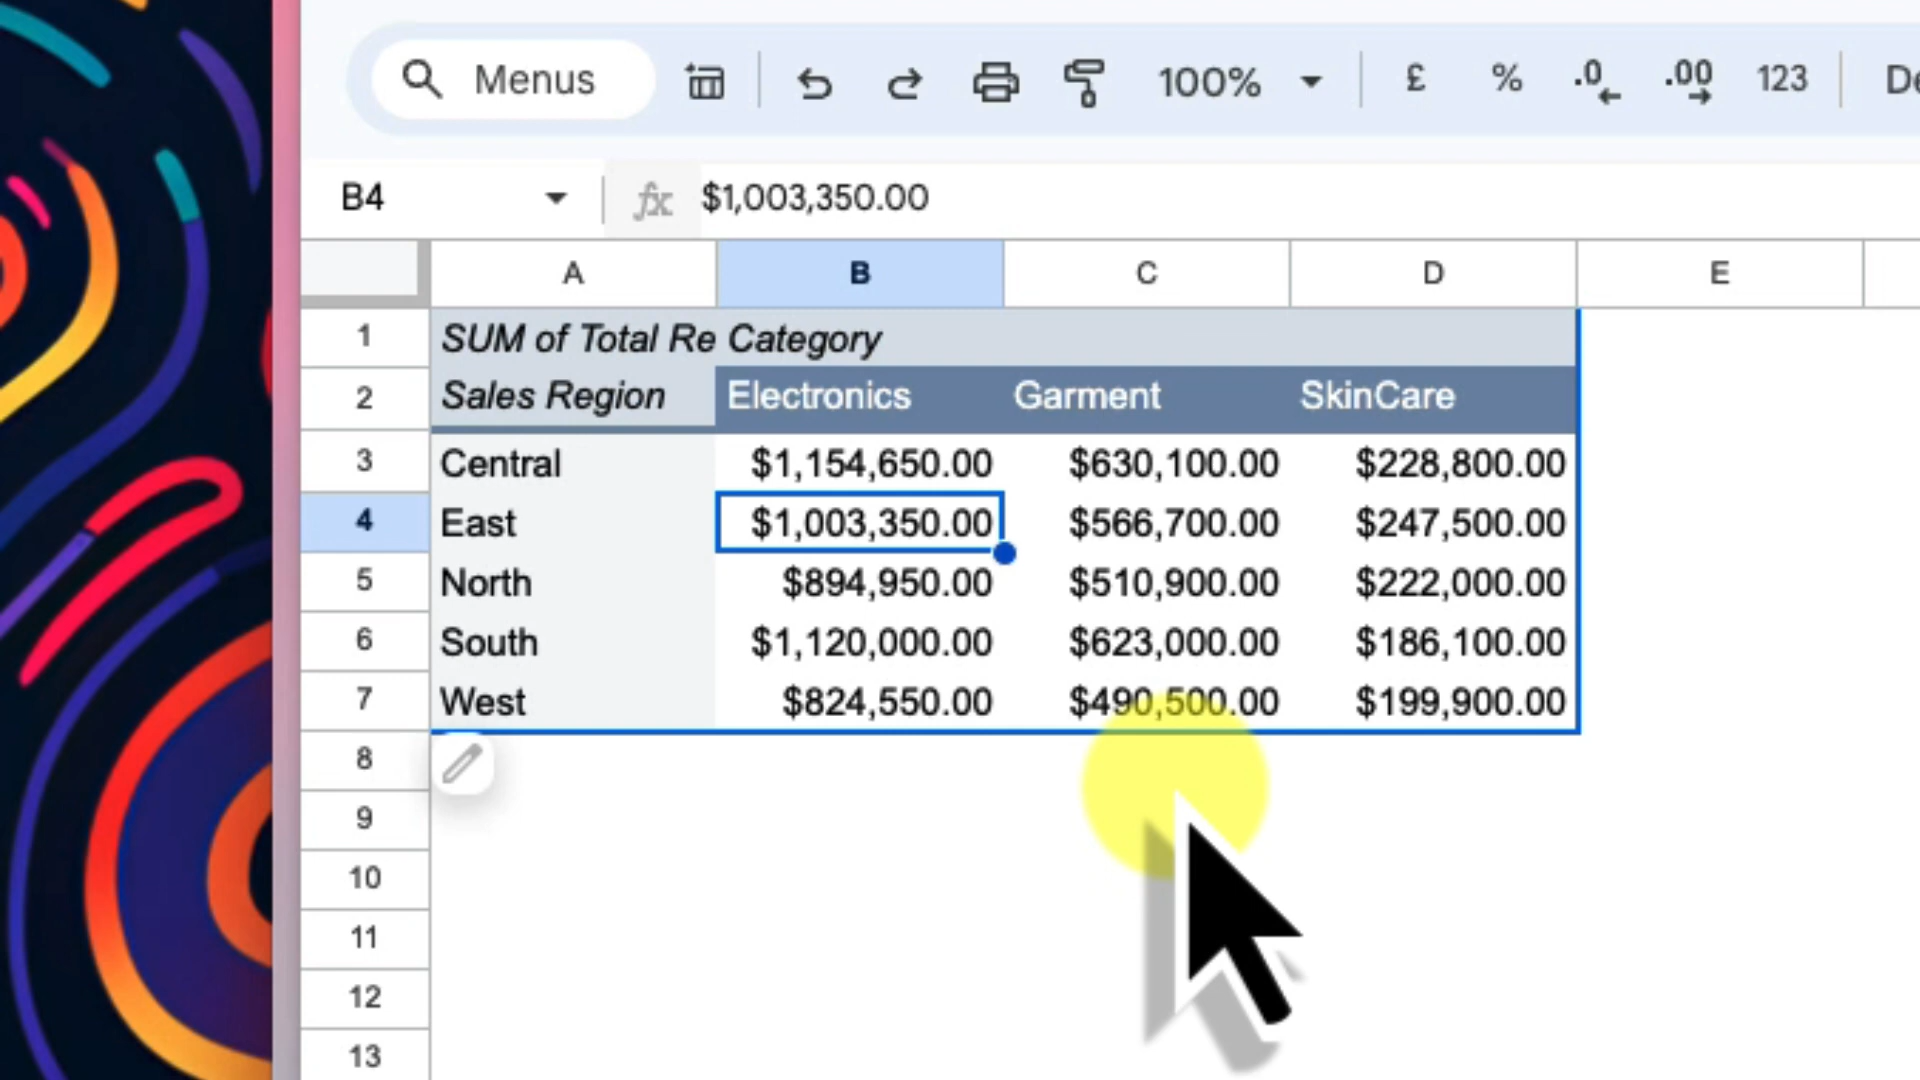 Menus 100% £ % .0 .00 123 De
B4 fx $1,003,350.00
A B C D E
1 SUM of Total Re Category
2 Sales Region Electronics Garment SkinCare
3 Central $1,154,650.00 $630,100.00 $228,800.00
4 East $1,003,350.00 $566,700.00 $247,500.00
5 North $894,950.00 $510,900.00 $222,000.00
6 South $1,120,000.00 $623,000.00 $186,100.00
7 West $824,550.00 $490,500.00 $199,900.00
8
9
10
11
12
13